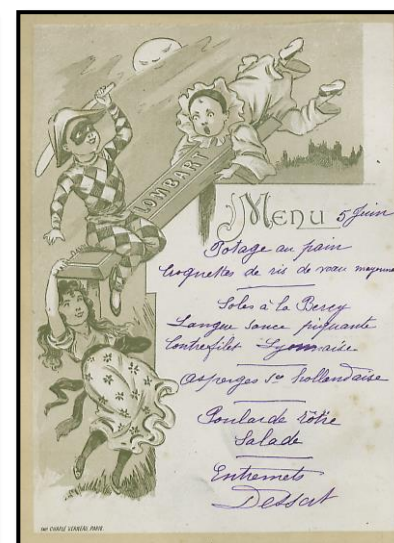 LOMBART
MENU 5 Juin
Potage au pain
Croquettes de ris de veau
Soles à la Bercy
Langue sauce piquante
Contrefilet Lyonnaise
Asperges Sce hollandaise
Poularde rôtie
Salade
Entremets
Dessert